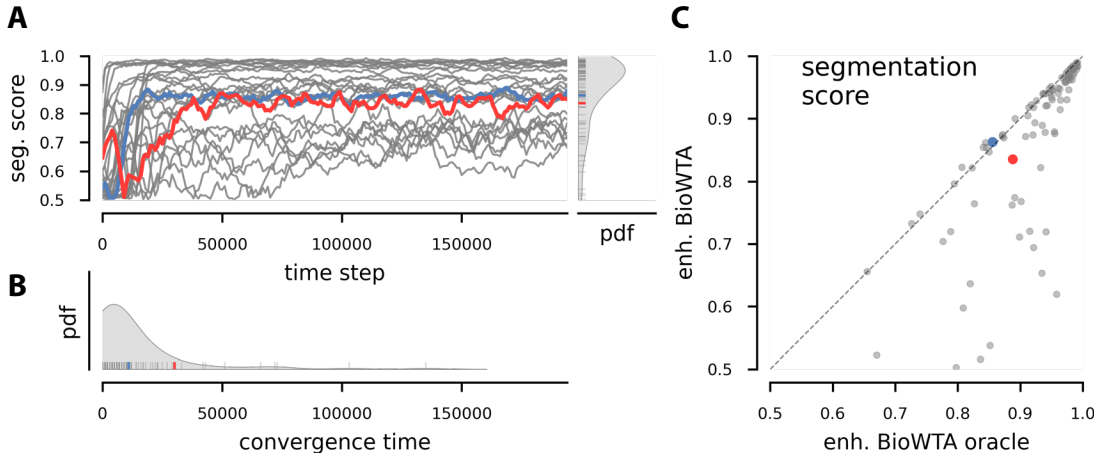 A
1.0
0.9
0.8
0.7
0.6
0.5
seg. score
0
50000
100000
150000
time step
pdf
B
pdf
0
50000
100000
150000
convergence time
C
segmentation
score
1.0
0.9
0.8
0.7
0.6
0.5
enh. BioWTA
0.5
0.6
0.7
0.8
0.9
1.0
enh. BioWTA oracle